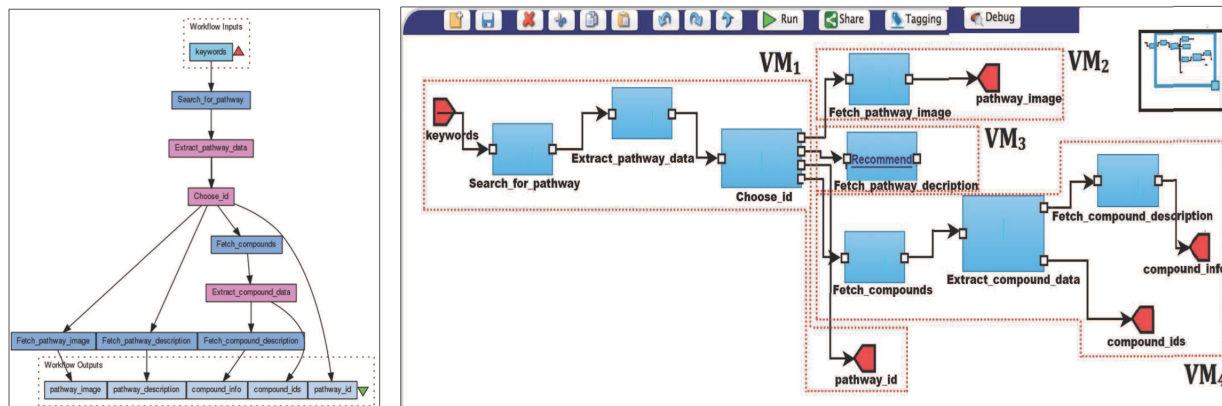 Workflow Inputs
keywords
Search_for_pathway
Extract_pathway_data
Choose_id
Fetch_compounds
Extract_compound_data
Fetch_pathway_image Fetch_pathway_description Fetch_compound_description
Workflow Outputs
pathway_image pathway_description compound_info compound_ids pathway_id
Run Share Tagging Debug
VM1
VM2
keywords
Search_for_pathway
Extract_pathway_data
Choose_id
Fetch_pathway_image
pathway_image
VM3
Recommend
Fetch_pathway_decription
Fetch_compounds
Extract_compound_data
Fetch_compound_description
compound_info
compound_ids
pathway_id
VM4